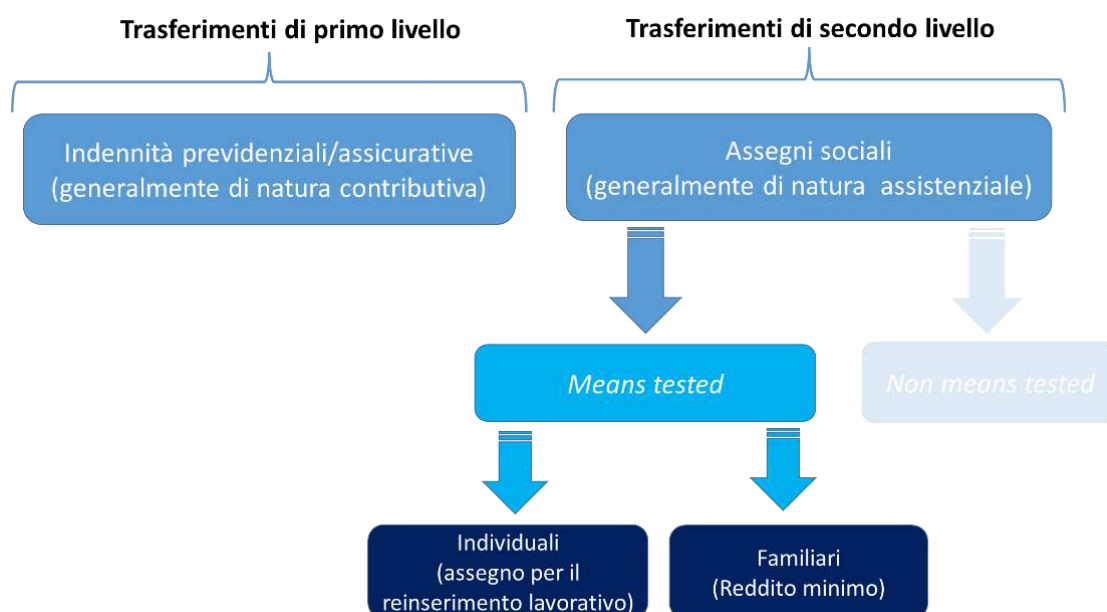 Trasferimenti di primo livello
Trasferimenti di secondo livello
Indennità previdenziali/assicurative
(generalmente di natura contributiva)
Assegni sociali
(generalmente di natura assistenziale)
Means tested
Non means tested
Individuali
(assegno per il
reinserimento lavorativo)
Familiari
(Reddito minimo)